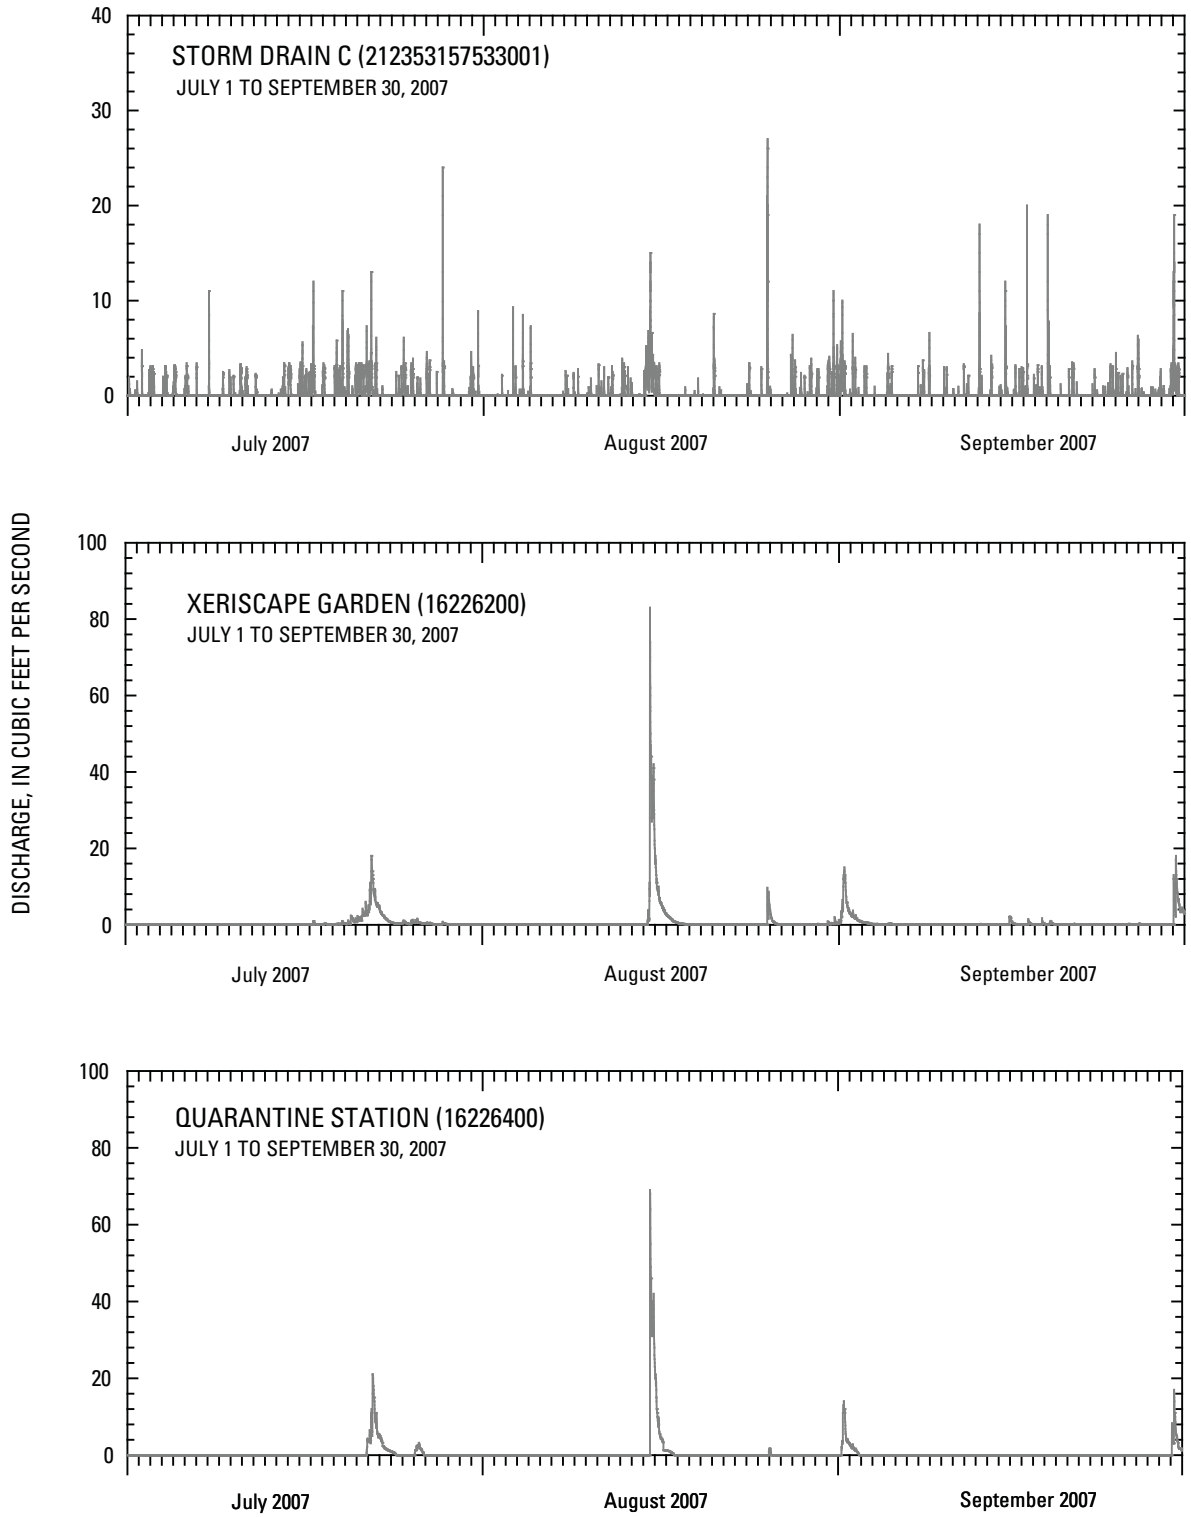 40
STORM DRAIN C (212353157533001)
JULY 1 TO SEPTEMBER 30, 2007
30
20
10
0
July 2007 August 2007 September 2007
DISCHARGE, IN CUBIC FEET PER SECOND
100
XERISCAPE GARDEN (16226200)
JULY 1 TO SEPTEMBER 30, 2007
80
60
40
20
0
July 2007 August 2007 September 2007
100
QUARANTINE STATION (16226400)
JULY 1 TO SEPTEMBER 30, 2007
80
60
40
20
0
July 2007 August 2007 September 2007